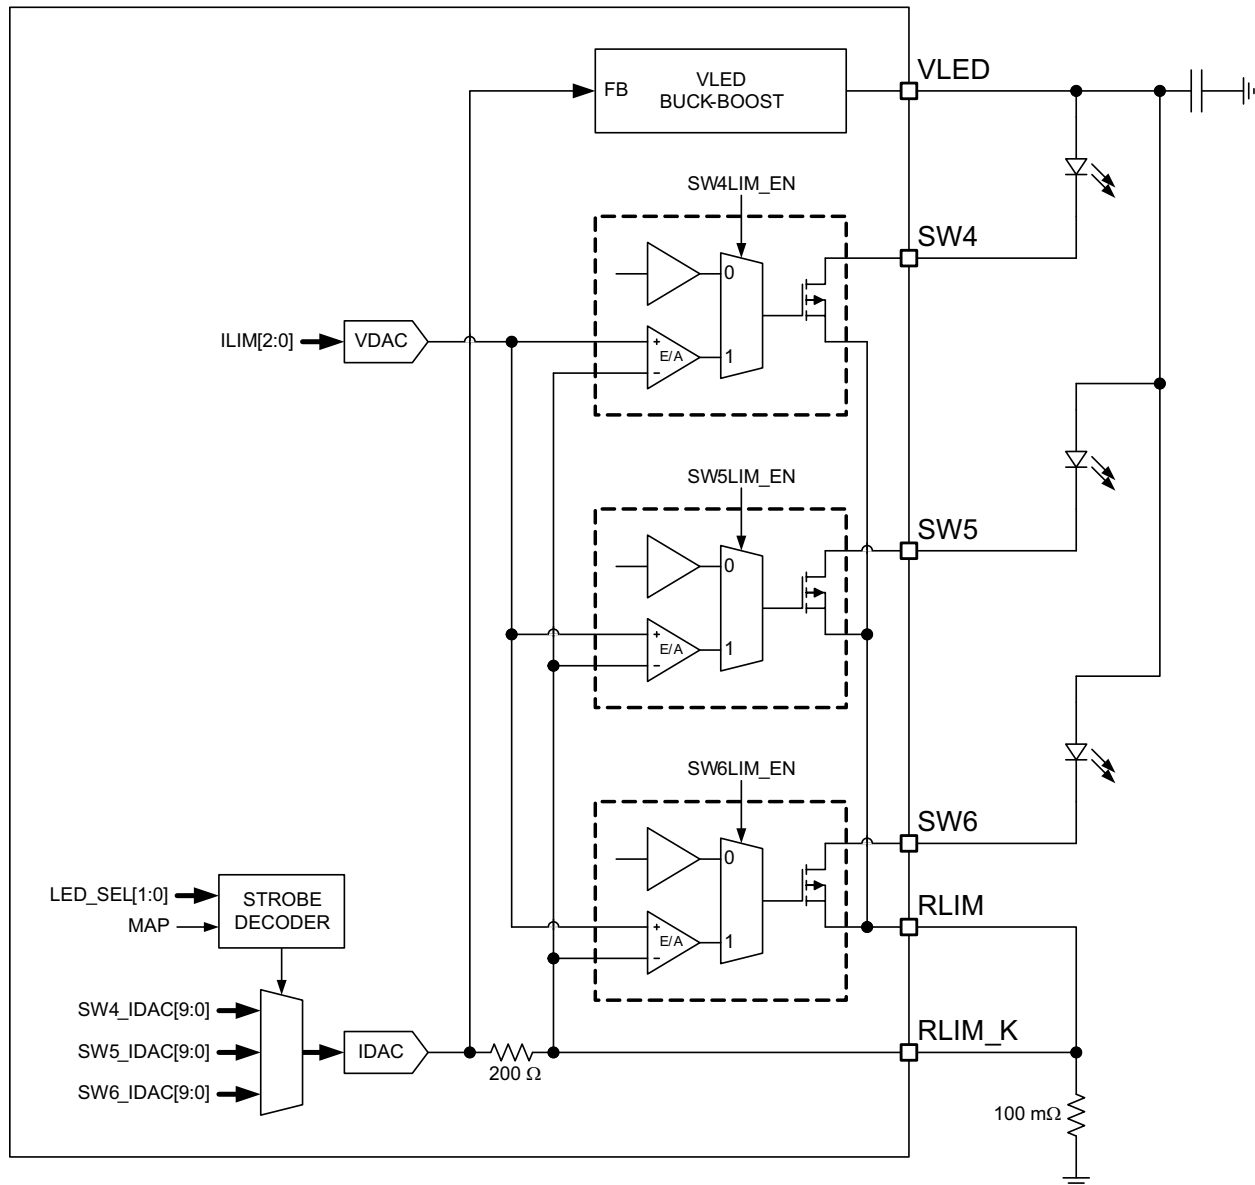 VLED
FB
VLED
BUCK-BOOST
SW4LIM_EN
SW4
0
ILIM[2:0]
VDAC
+
E/A
–
1
SW5LIM_EN
SW5
0
+
E/A
–
1
SW6LIM_EN
SW6
0
LED_SEL[1:0]
MAP
STROBE
DECODER
RLIM
+
E/A
–
1
SW4_IDAC[9:0]
SW5_IDAC[9:0]
SW6_IDAC[9:0]
IDAC
200 Ω
RLIM_K
100 mΩ